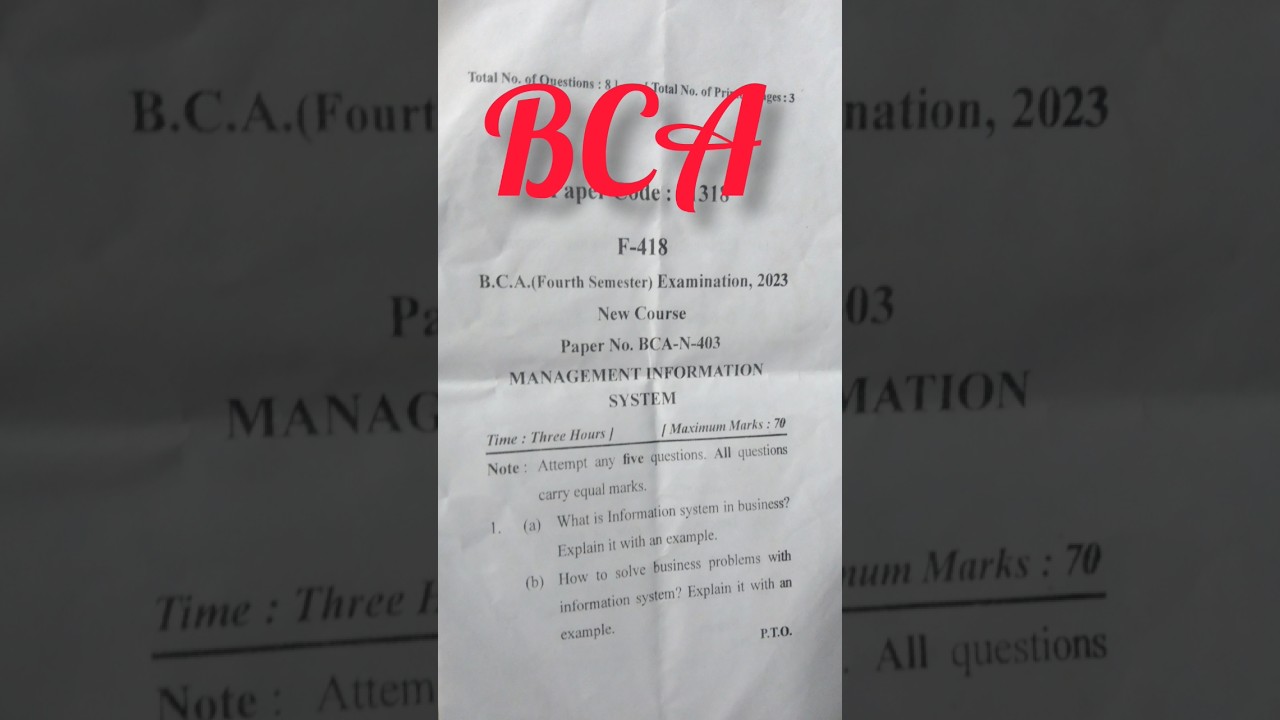 Total No. of Questions : 8 ] Total No. of Pages : 3
BCA
Paper Code : 318
F-418
B.C.A.(Fourth Semester) Examination, 2023
New Course
Paper No. BCA-N-403
MANAGEMENT INFORMATION
SYSTEM
Time : Three Hours ] [ Maximum Marks : 70
Note : Attempt any five questions. All questions
carry equal marks.
1. (a) What is Information system in business?
Explain it with an example.
(b) How to solve business problems with
information system? Explain it with an
example.
P.T.O.